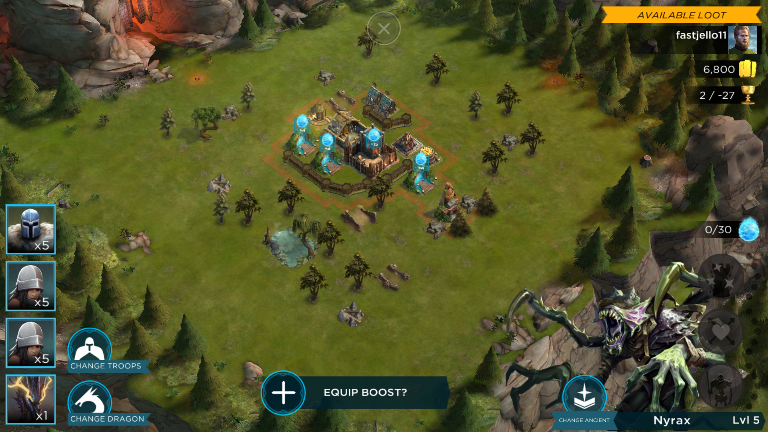 AVAILABLE LOOT
fastjello11
6,800
2 / -27
0/30
x5
x5
x5
x1
CHANGE TROOPS
CHANGE DRAGON
EQUIP BOOST?
CHANGE ANCIENT
Nyrax
Lvl 5